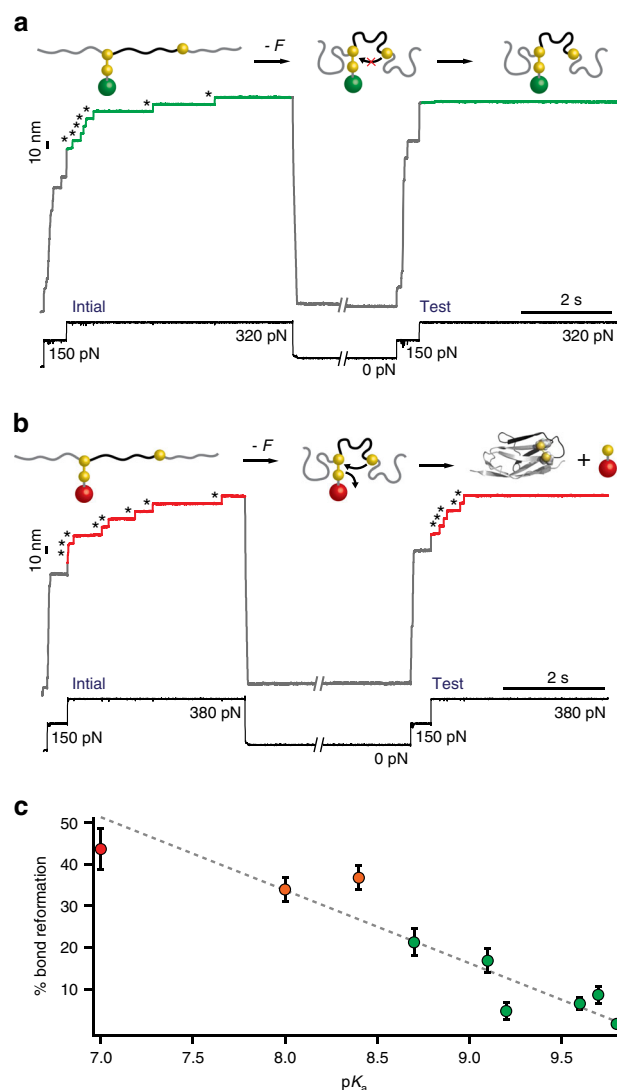 a
- F
* * * * * * *
10 nm
Intial
Test
2 s
150 pN
320 pN
0 pN
150 pN
320 pN
b
- F
+
* * * * * * * *
* * * *
10 nm
Intial
Test
2 s
150 pN
380 pN
0 pN
150 pN
380 pN
c
% bond reformation
50
40
30
20
10
7.0 7.5 8.0 8.5 9.0 9.5
pKa